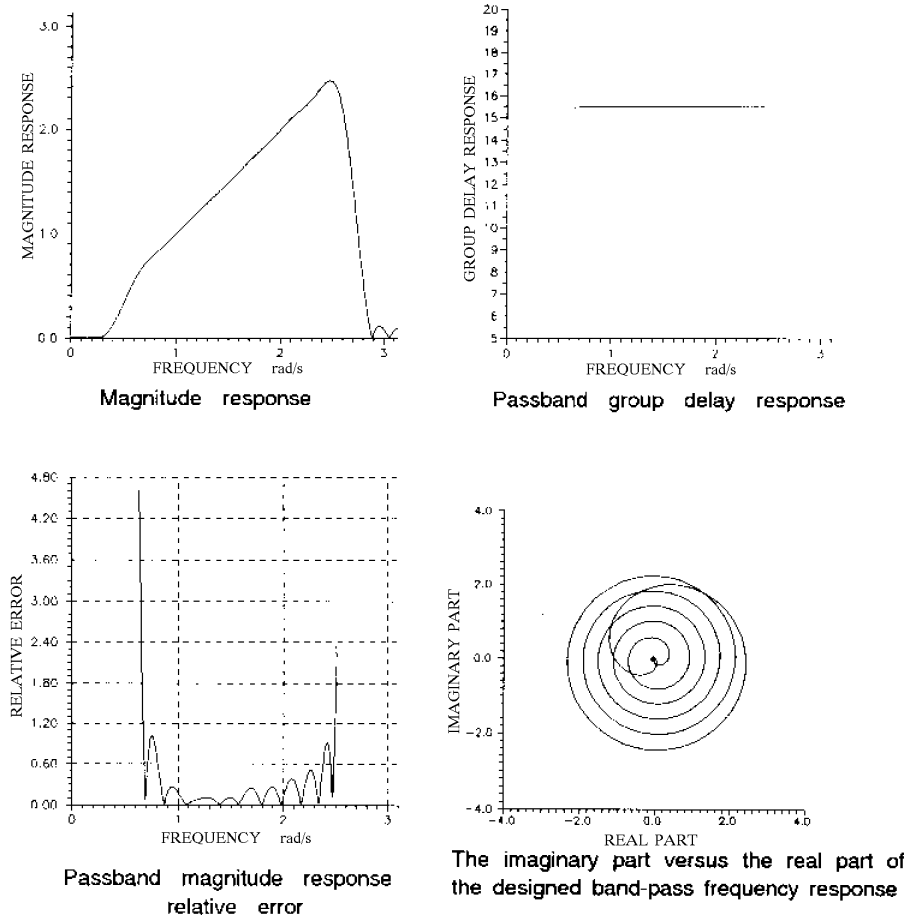 3.0
2.0
1.0
0.0
MAGNITUDE RESPONSE
0 1 2 3
FREQUENCY rad/s
Magnitude response
20
19
18
17
16
15
14
13
12
11
10
9
8
7
6
5
GROUP DELAY RESPONSE
0 1 2 3
FREQUENCY rad/s
Passband group delay response
4.80
4.20
3.60
3.00
2.40
1.80
1.20
0.60
0.00
RELATIVE ERROR
0 1 2 3
FREQUENCY rad/s
Passband magnitude response
relative error
4.0
2.0
0.0
-2.0
-4.0
IMAGINARY PART
-4.0 -2.0 0.0 2.0 4.0
REAL PART
The imaginary part versus the real part of
the designed band-pass frequency response